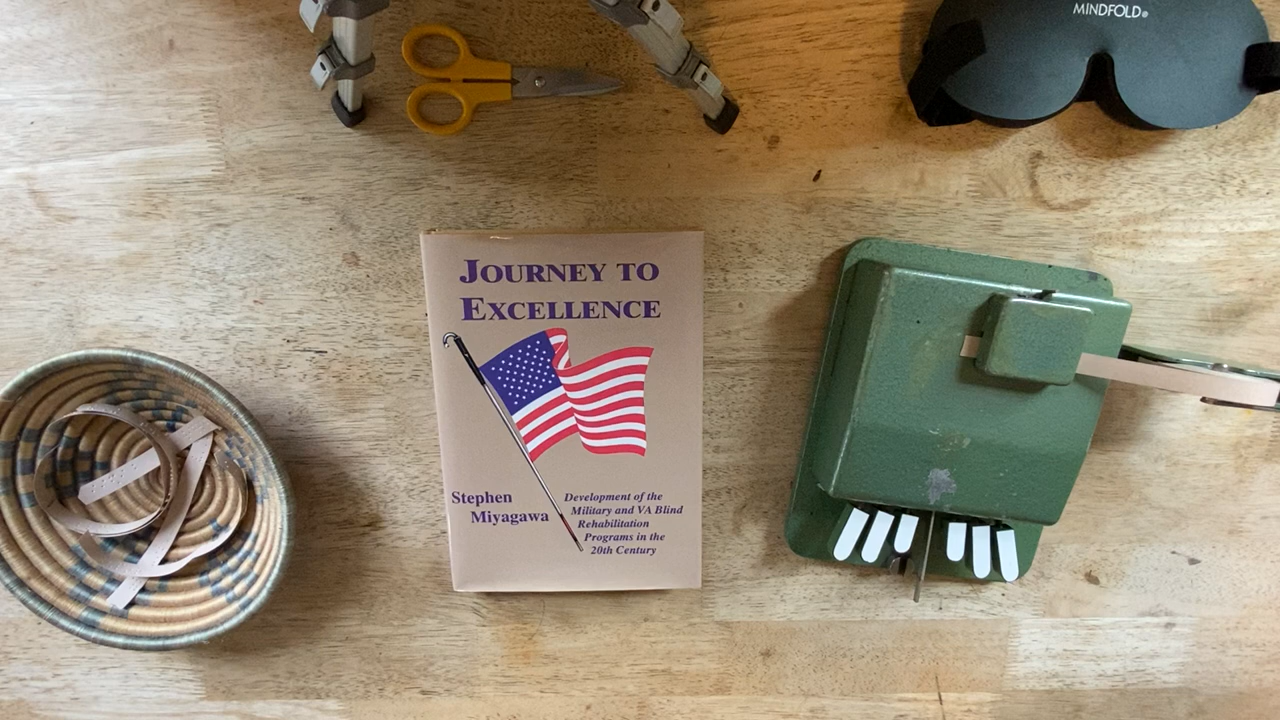 MINDFOLD®
JOURNEY TO
EXCELLENCE
Stephen
Miyagawa
Development of the
Military and VA Blind
Rehabilitation
Programs in the
20th Century